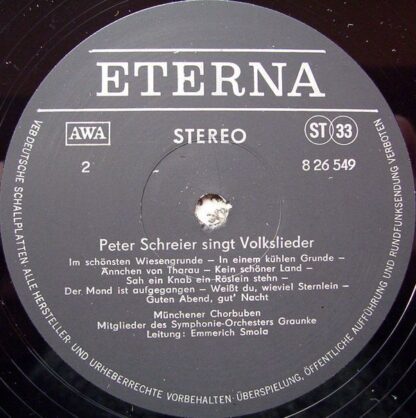 ETERNA
AWA
STEREO
ST 33
2
8 26 549
Peter Schreier singt Volkslieder
Im schönsten Wiesengrunde – In einem kühlen Grunde –
Ännchen von Tharau – Kein schöner Land –
Sah ein Knab ein Röslein stehn –
Der Mond ist aufgegangen – Weißt du, wieviel Sternlein –
Guten Abend, gut' Nacht
Münchener Chorbuben
Mitglieder des Symphonie-Orchesters Graunke
Leitung: Emmerich Smola
VEB DEUTSCHE SCHALLPLATTEN · ALLE HERSTELLER- UND URHEBERRECHTE VORBEHALTEN · ÜBERSPIELUNG, ÖFFENTLICHE AUFFÜHRUNG UND RUNDFUNKSENDUNG VERBOTEN